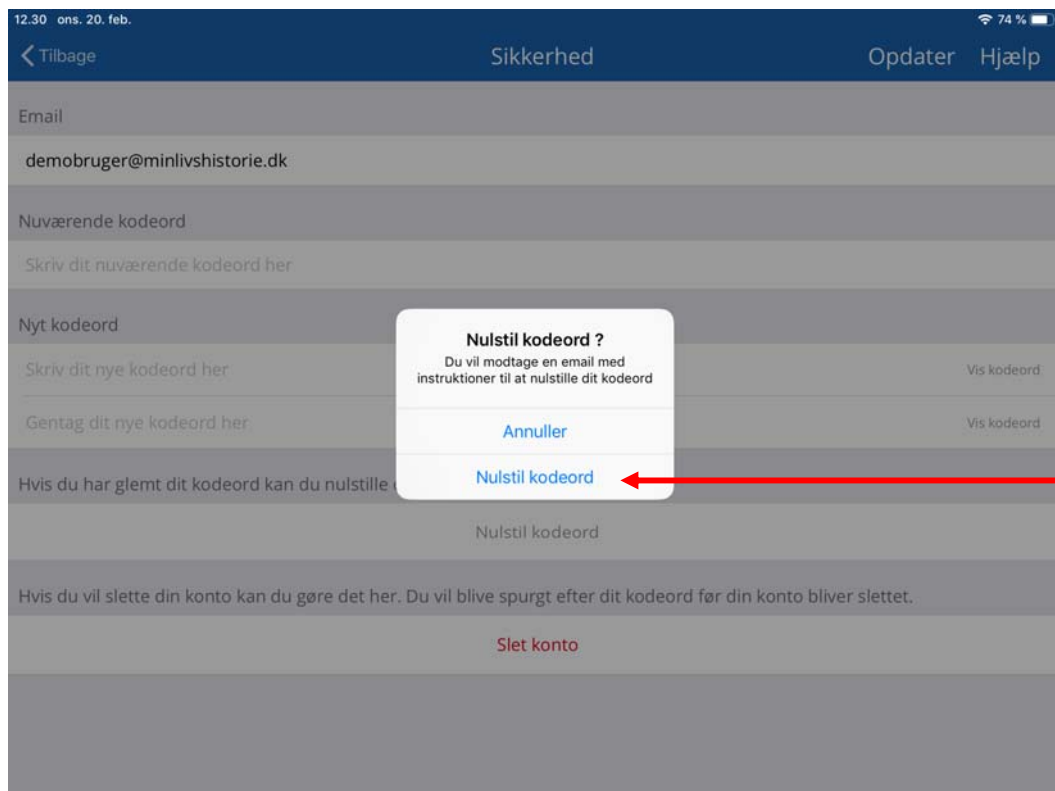 12.30 ons. 20. feb.
74 %
Tilbage
Sikkerhed
Opdater
Hjælp
Email
demobruger@minlivshistorie.dk
Nuværende kodeord
Skriv dit nuværende kodeord her
Nyt kodeord
Skriv dit nye kodeord her
Vis kodeord
Gentag dit nye kodeord her
Vis kodeord
Nulstil kodeord ?
Du vil modtage en email med
instruktioner til at nulstille dit kodeord
Annuller
Nulstil kodeord
Hvis du har glemt dit kodeord kan du nulstille
Nulstil kodeord
Hvis du vil slette din konto kan du gøre det her. Du vil blive spurgt efter dit kodeord før din konto bliver slettet.
Slet konto